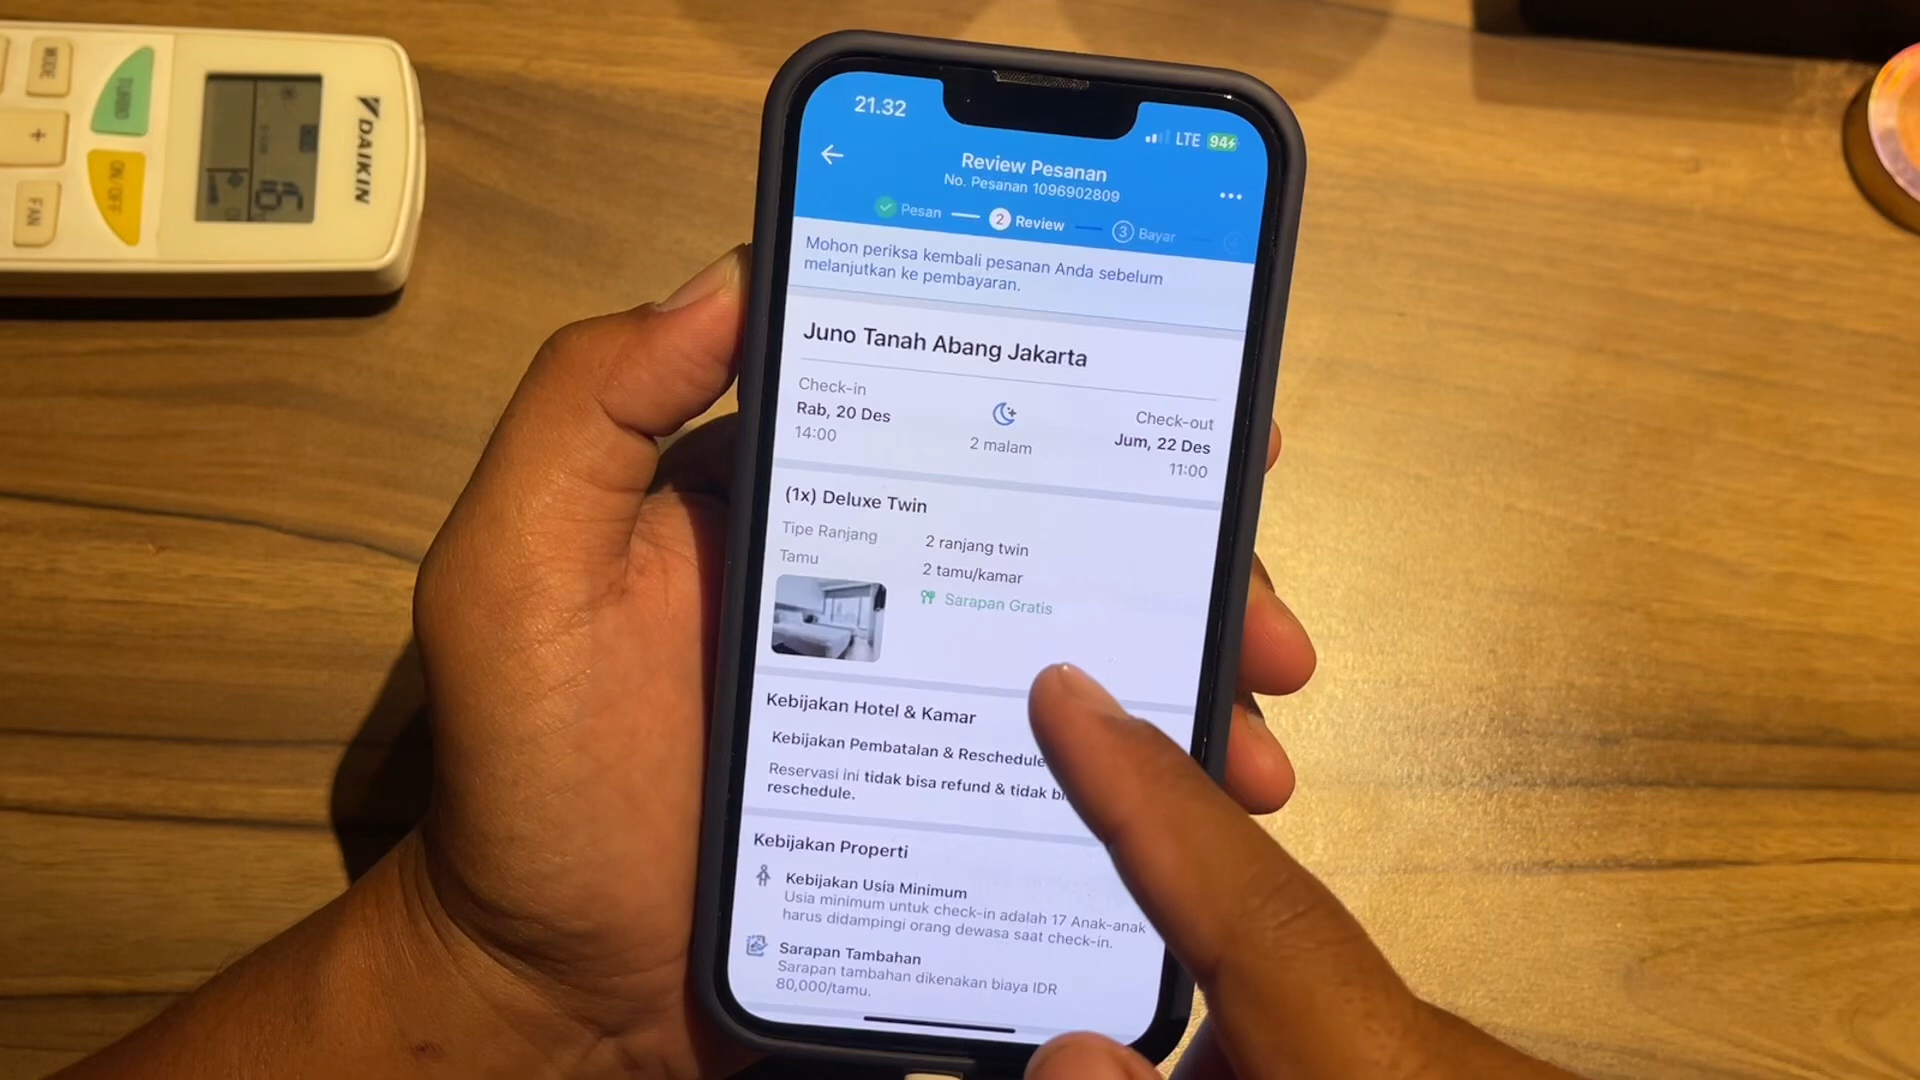 MODE
TURBO
+
ON/OFF
FAN
16
DAIKIN
21.32
LTE
94
Review Pesanan
No. Pesanan 1096902809
Pesan
2 Review
3 Bayar
Mohon periksa kembali pesanan Anda sebelum
melanjutkan ke pembayaran.
Juno Tanah Abang Jakarta
Check-in
Rab, 20 Des
14:00
2 malam
Check-out
Jum, 22 Des
11:00
(1x) Deluxe Twin
Tipe Ranjang
2 ranjang twin
Tamu
2 tamu/kamar
Sarapan Gratis
Kebijakan Hotel & Kamar
Kebijakan Pembatalan & Reschedule
Reservasi ini tidak bisa refund & tidak
reschedule.
Kebijakan Properti
Kebijakan Usia Minimum
Usia minimum untuk check-in adalah 17 Anak-anak
harus didampingi orang dewasa saat check-in.
Sarapan Tambahan
Sarapan tambahan dikenakan biaya IDR
80,000/tamu.